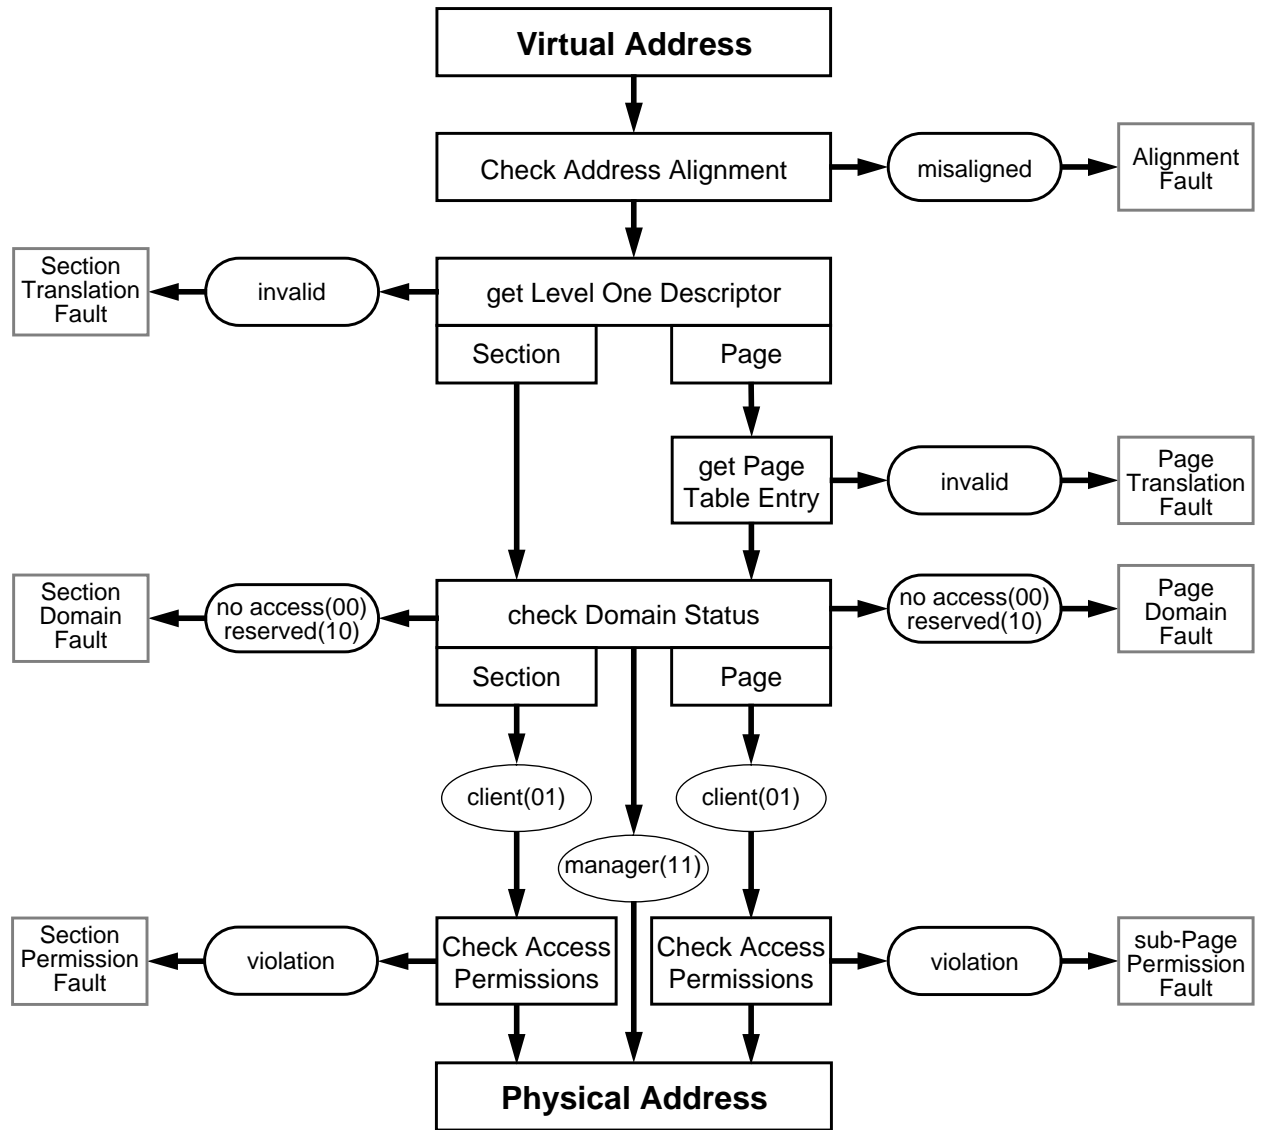 Virtual Address
Check Address Alignment
misaligned
Alignment
Fault
Section
Translation
Fault
invalid
get Level One Descriptor
Section
Page
get Page
Table Entry
invalid
Page
Translation
Fault
Section
Domain
Fault
no access(00)
reserved(10)
check Domain Status
no access(00)
reserved(10)
Page
Domain
Fault
Section
Page
client(01)
client(01)
manager(11)
Section
Permission
Fault
violation
Check Access
Permissions
Check Access
Permissions
violation
sub-Page
Permission
Fault
Physical Address